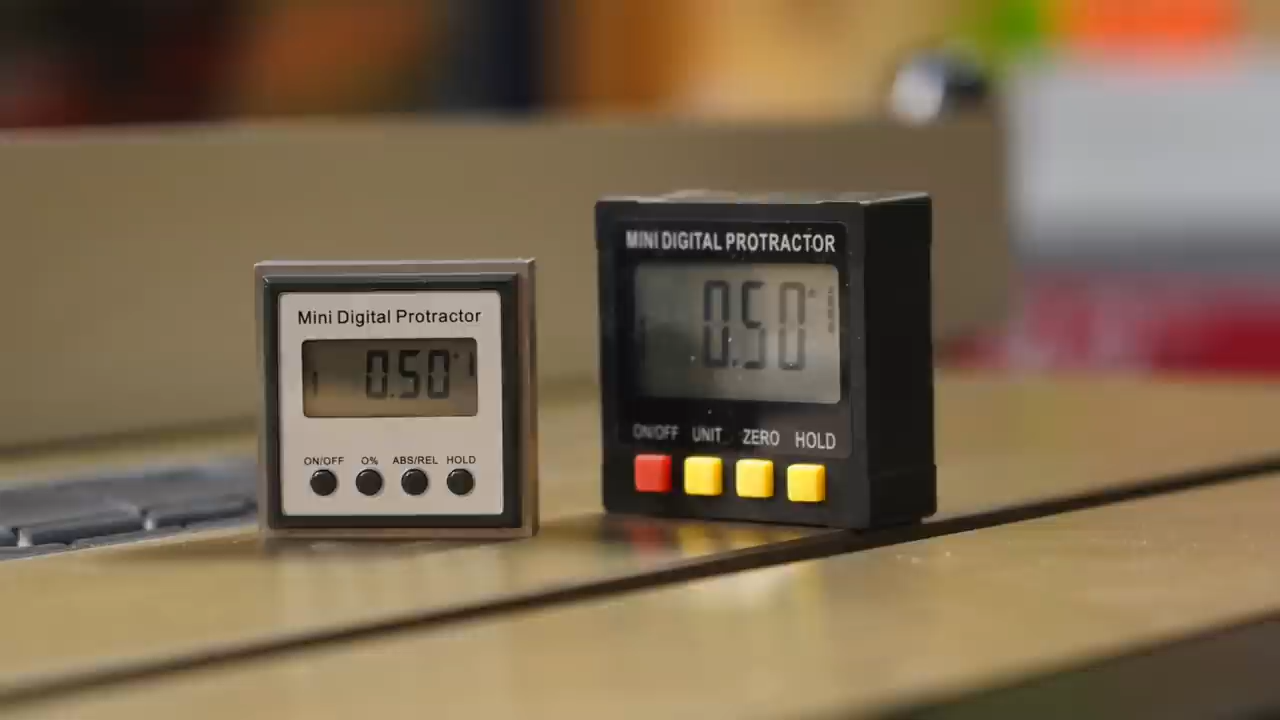 Mini Digital Protractor
0.50°
ON/OFF O% ABS/REL HOLD
MINI DIGITAL PROTRACTOR
0.50°
ON/OFF UNIT ZERO HOLD